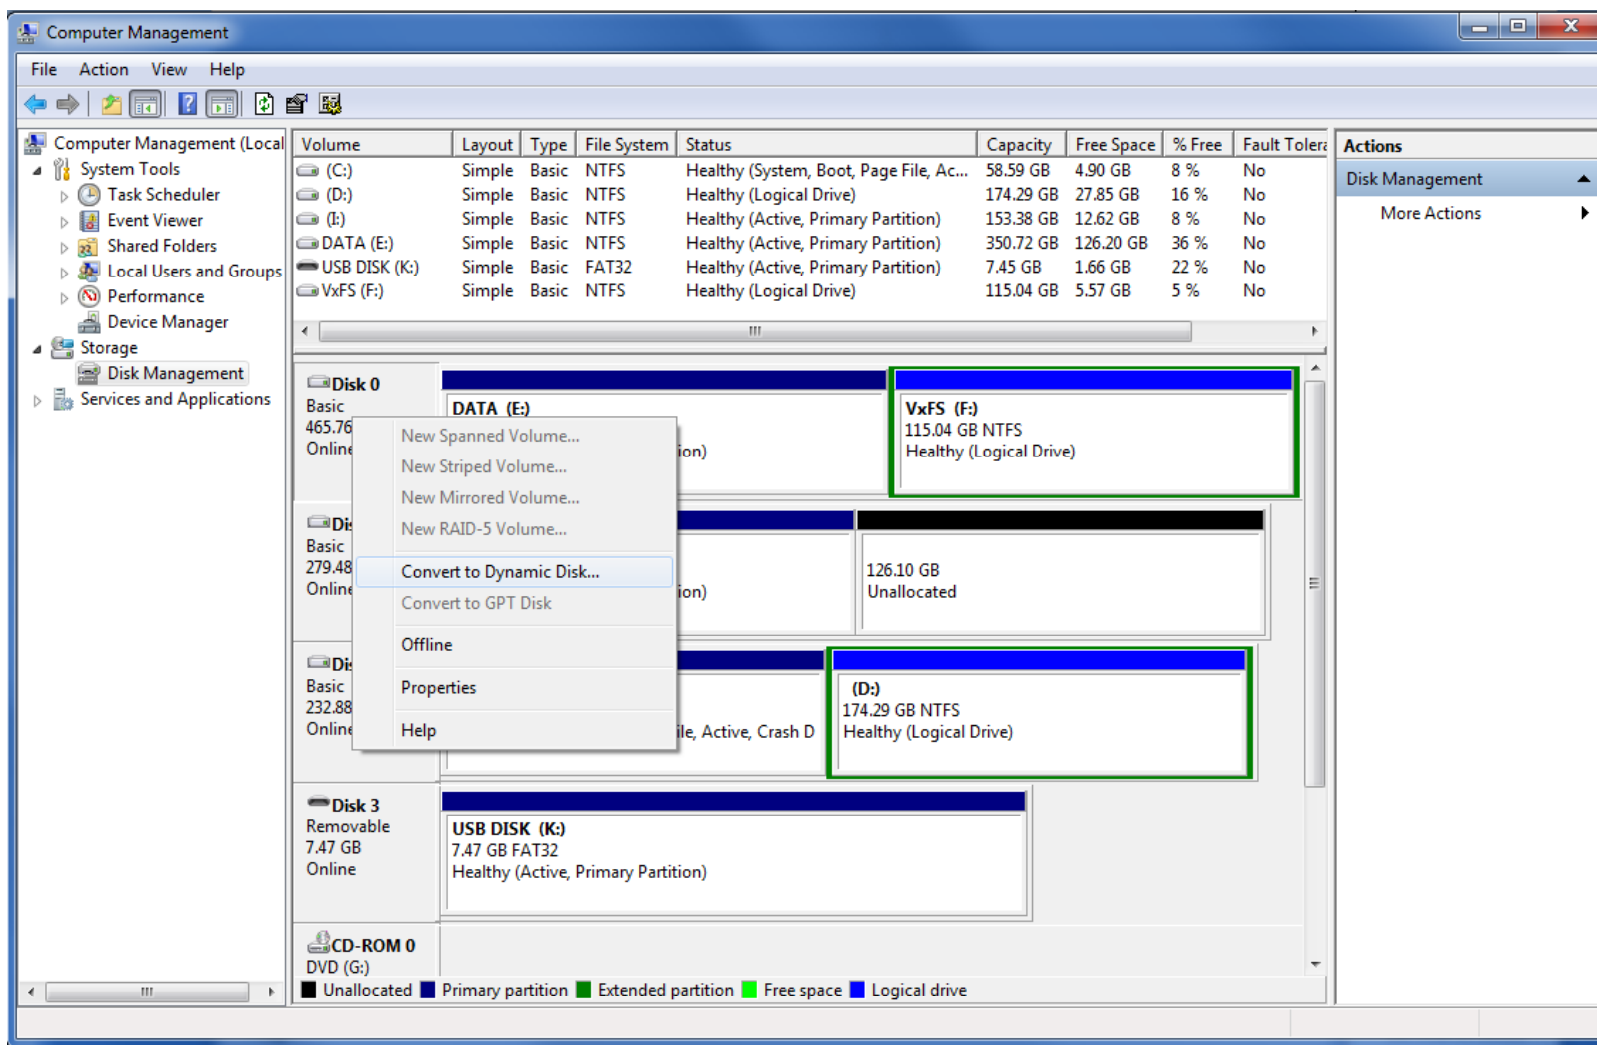 Computer Management
File Action View Help
Computer Management (Local
System Tools
Task Scheduler
Event Viewer
Shared Folders
Local Users and Groups
Performance
Device Manager
Storage
Disk Management
Services and Applications
Volume Layout Type File System Status Capacity Free Space % Free Fault Tolera
(C:) Simple Basic NTFS Healthy (System, Boot, Page File, Ac... 58.59 GB 4.90 GB 8 % No
(D:) Simple Basic NTFS Healthy (Logical Drive) 174.29 GB 27.85 GB 16 % No
(I:) Simple Basic NTFS Healthy (Active, Primary Partition) 153.38 GB 12.62 GB 8 % No
DATA (E:) Simple Basic NTFS Healthy (Active, Primary Partition) 350.72 GB 126.20 GB 36 % No
USB DISK (K:) Simple Basic FAT32 Healthy (Active, Primary Partition) 7.45 GB 1.66 GB 22 % No
VxFS (F:) Simple Basic NTFS Healthy (Logical Drive) 115.04 GB 5.57 GB 5 % No
Disk 0
Basic
465.76
Online
DATA (E:)
ion)
VxFS (F:)
115.04 GB NTFS
Healthy (Logical Drive)
New Spanned Volume...
New Striped Volume...
New Mirrored Volume...
New RAID-5 Volume...
Convert to Dynamic Disk...
Convert to GPT Disk
Offline
Properties
Help
Dis
Basic
279.48
Online
ion)
126.10 GB
Unallocated
Dis
Basic
232.88
Online
ile, Active, Crash D
(D:)
174.29 GB NTFS
Healthy (Logical Drive)
Disk 3
Removable
7.47 GB
Online
USB DISK (K:)
7.47 GB FAT32
Healthy (Active, Primary Partition)
CD-ROM 0
DVD (G:)
Unallocated Primary partition Extended partition Free space Logical drive
Actions
Disk Management
More Actions